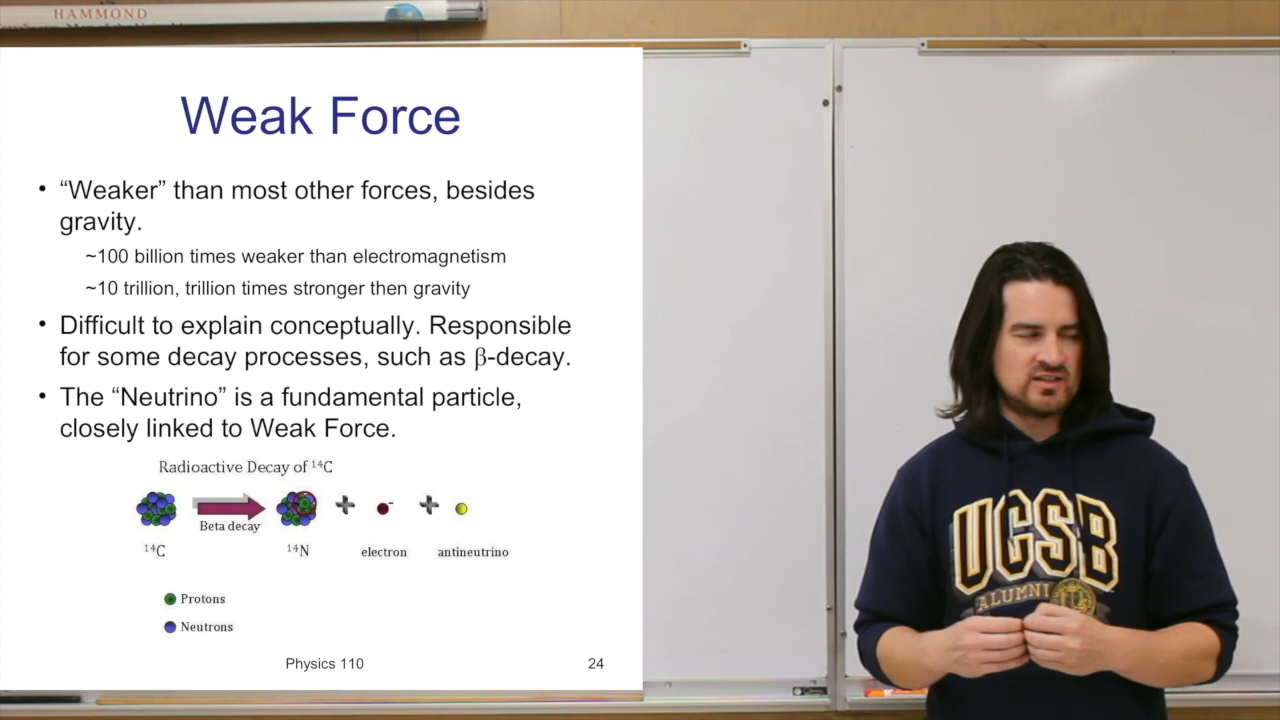 HAMMOND
Weak Force
• “Weaker” than most other forces, besides
gravity.
~100 billion times weaker than electromagnetism
~10 trillion, trillion times stronger then gravity
• Difficult to explain conceptually. Responsible
for some decay processes, such as β-decay.
• The “Neutrino” is a fundamental particle,
closely linked to Weak Force.
Radioactive Decay of ¹⁴C
Beta decay
¹⁴C
¹⁴N
+
-
+
electron
antineutrino
Protons
Neutrons
Physics 110
24
UCSB
ALUMNI